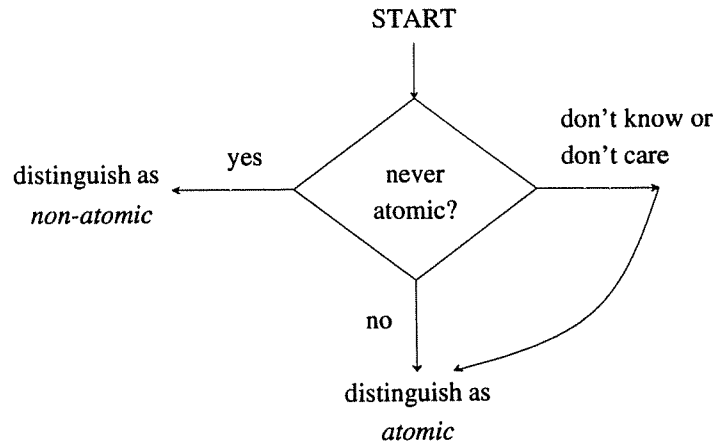 START
don't know or
don't care
yes
distinguish as
non-atomic
never
atomic?
no
distinguish as
atomic